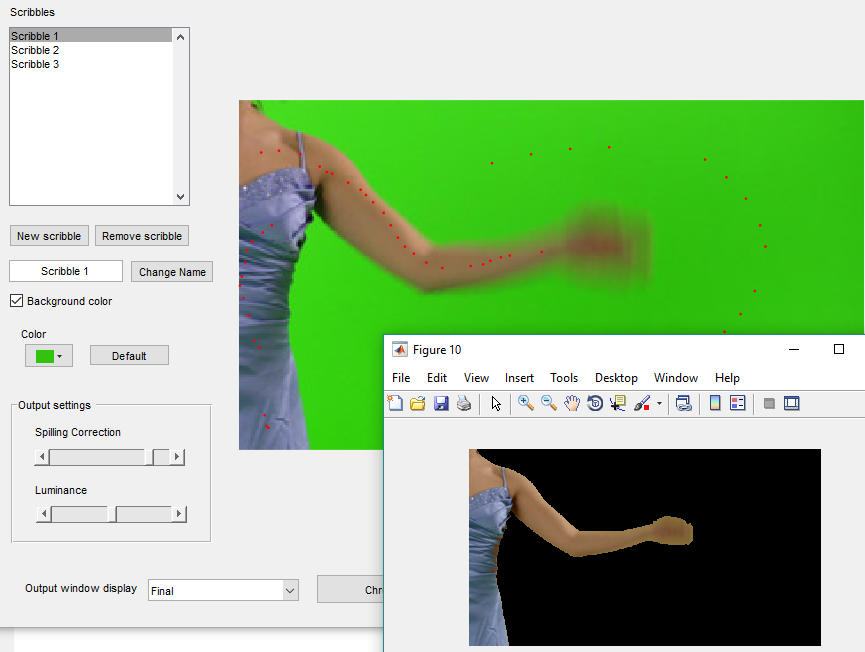 Scribbles
Scribble 1
Scribble 2
Scribble 3
New scribble Remove scribble
Scribble 1 Change Name
Background color
Color
Default
Output settings
Spilling Correction
Luminance
Output window display Final Chr
Figure 10
File Edit View Insert Tools Desktop Window Help